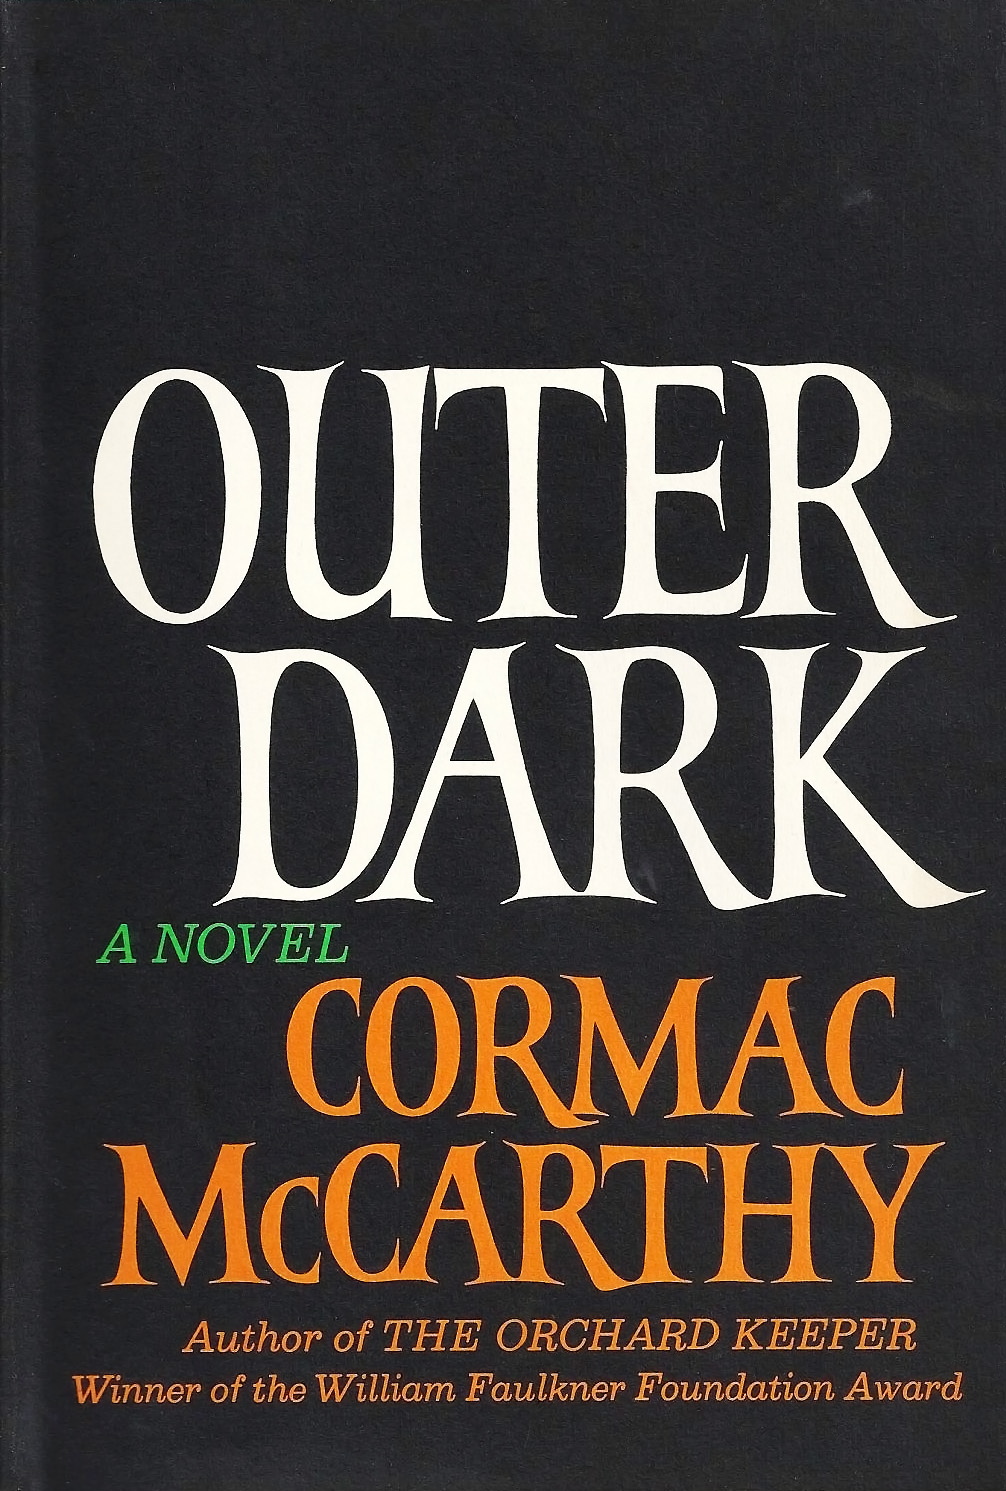 OUTER
DARK
A NOVEL
CORMAC
McCARTHY
Author of THE ORCHARD KEEPER
Winner of the William Faulkner Foundation Award